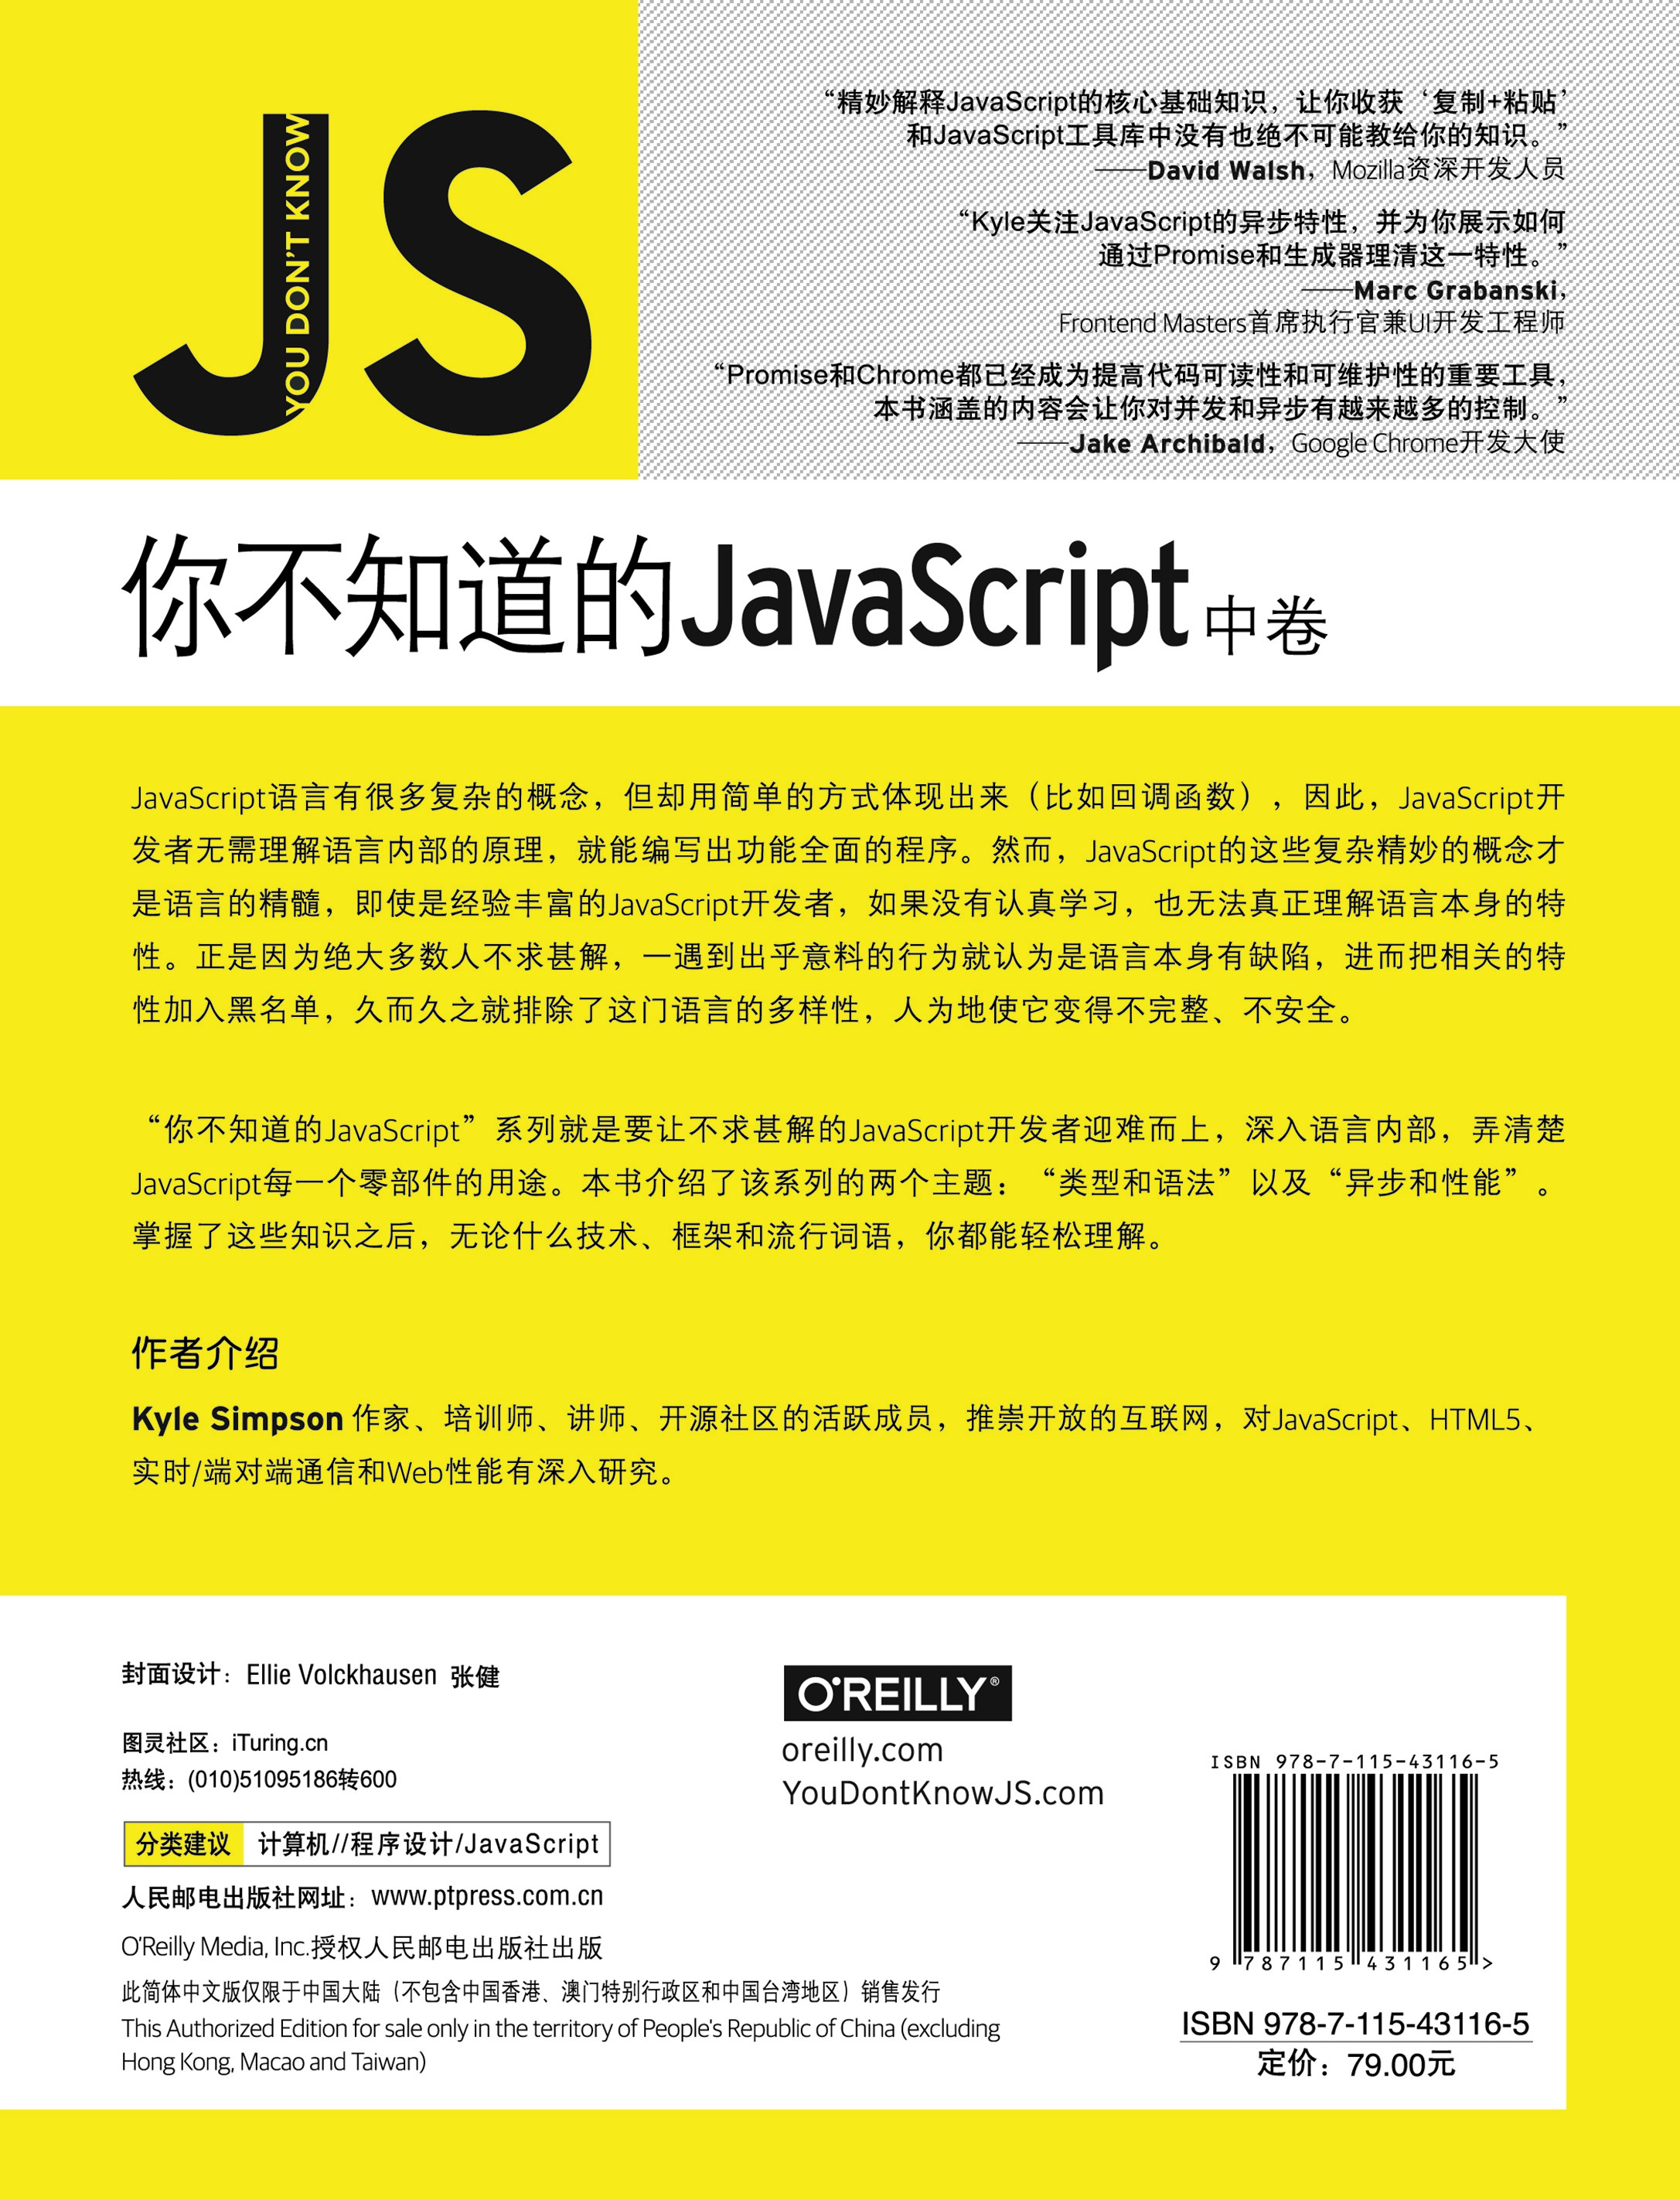 JS
YOU DON'T KNOW
“精妙解释JavaScript的核心基础知识，让你收获‘复制+粘贴’
和JavaScript工具库中没有也绝不可能教给你的知识。”
——David Walsh，Mozilla资深开发人员
“Kyle关注JavaScript的异步特性，并为你展示如何
通过Promise和生成器理清这一特性。”
——Marc Grabanski，
Frontend Masters首席执行官兼UI开发工程师
“Promise和Chrome都已经成为提高代码可读性和可维护性的重要工具，
本书涵盖的内容会让你对并发和异步有越来越多的控制。”
——Jake Archibald，Google Chrome开发大使
你不知道的JavaScript 中卷
JavaScript语言有很多复杂的概念，但却用简单的方式体现出来（比如回调函数），因此，JavaScript开
发者无需理解语言内部的原理，就能编写出功能全面的程序。然而，JavaScript的这些复杂精妙的概念才
是语言的精髓，即使是经验丰富的JavaScript开发者，如果没有认真学习，也无法真正理解语言本身的特
性。正是因为绝大多数人不求甚解，一遇到出乎意料的行为就认为是语言本身有缺陷，进而把相关的特
性加入黑名单，久而久之就排除了这门语言的多样性，人为地使它变得不完整、不安全。
“你不知道的JavaScript”系列就是要让不求甚解的JavaScript开发者迎难而上，深入语言内部，弄清楚
JavaScript每一个零部件的用途。本书介绍了该系列的两个主题：“类型和语法”以及“异步和性能”。
掌握了这些知识之后，无论什么技术、框架和流行词语，你都能轻松理解。
作者介绍
Kyle Simpson 作家、培训师、讲师、开源社区的活跃成员，推崇开放的互联网，对JavaScript、HTML5、
实时/端对端通信和Web性能有深入研究。
封面设计：Ellie Volckhausen 张健
图灵社区：iTuring.cn
热线：(010)51095186转600
分类建议 计算机//程序设计/JavaScript
人民邮电出版社网址：www.ptpress.com.cn
O'Reilly Media, Inc.授权人民邮电出版社出版
此简体中文版仅限于中国大陆（不包含中国香港、澳门特别行政区和中国台湾地区）销售发行
This Authorized Edition for sale only in the territory of People's Republic of China (excluding
Hong Kong, Macao and Taiwan)
O'REILLY®
oreilly.com
YouDontKnowJS.com
ISBN 978-7-115-43116-5
9 787115 431165 >
ISBN 978-7-115-43116-5
定价：79.00元